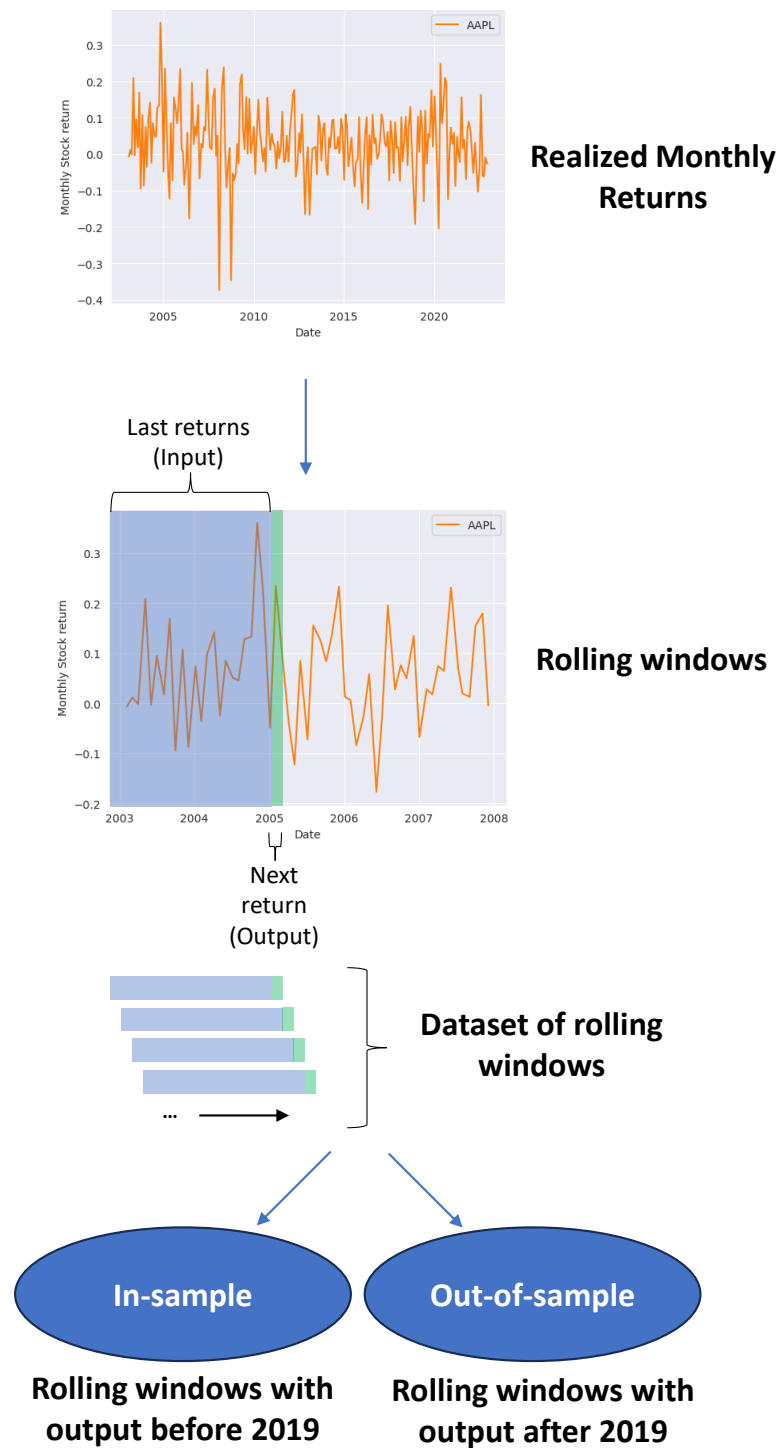 AAPL
0.3
0.2
0.1
0.0
−0.1
−0.2
−0.3
−0.4
Monthly Stock return
2005
2010
2015
2020
Date
Realized Monthly
Returns
Last returns
(Input)
AAPL
0.3
0.2
0.1
0.0
−0.1
−0.2
Monthly Stock return
2003
2004
2005
2006
2007
2008
Date
Rolling windows
Next
return
(Output)
Dataset of rolling
windows
...
In-sample
Out-of-sample
Rolling windows with
output before 2019
Rolling windows with
output after 2019